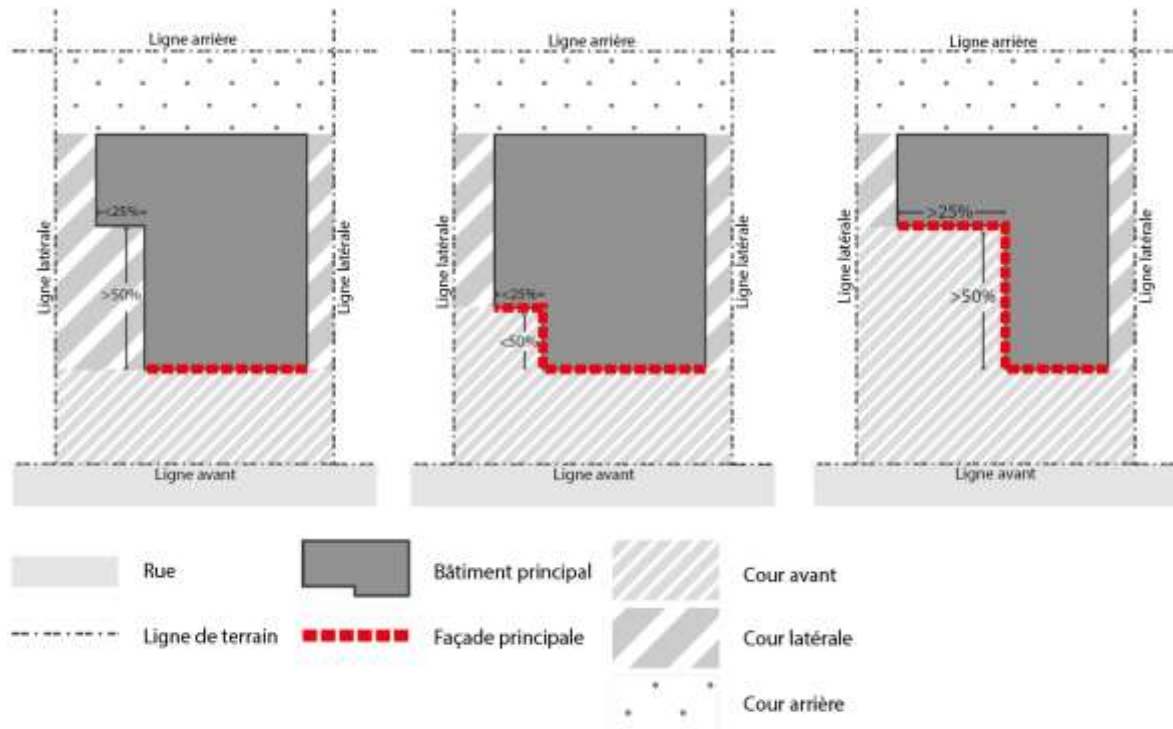 Ligne arrière
Ligne arrière
Ligne arrière
Ligne latérale
<25%
>50%
Ligne latérale
Ligne avant
Ligne latérale
<25%
<50%
Ligne latérale
Ligne avant
Ligne latérale
>25%
>50%
Ligne latérale
Ligne avant
Rue
Bâtiment principal
Cour avant
Ligne de terrain
Façade principale
Cour latérale
Cour arrière